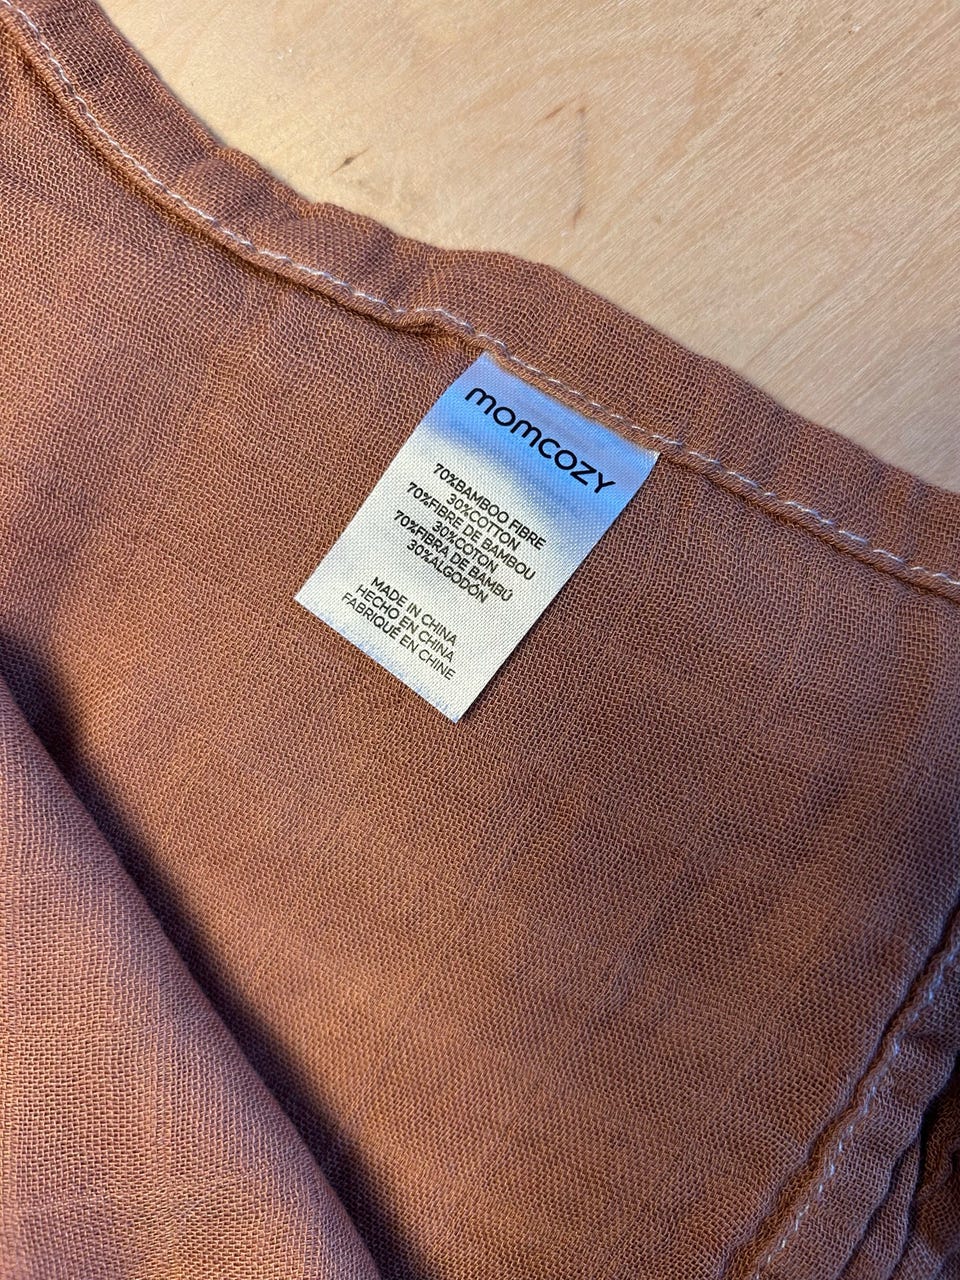 momcozy
70%BAMBOO FIBRE
30%COTTON
70%FIBRE DE BAMBOU
30%COTON
70%FIBRA DE BAMBÚ
30%ALGODÓN
MADE IN CHINA
HECHO EN CHINA
FABRIQUÉ EN CHINE